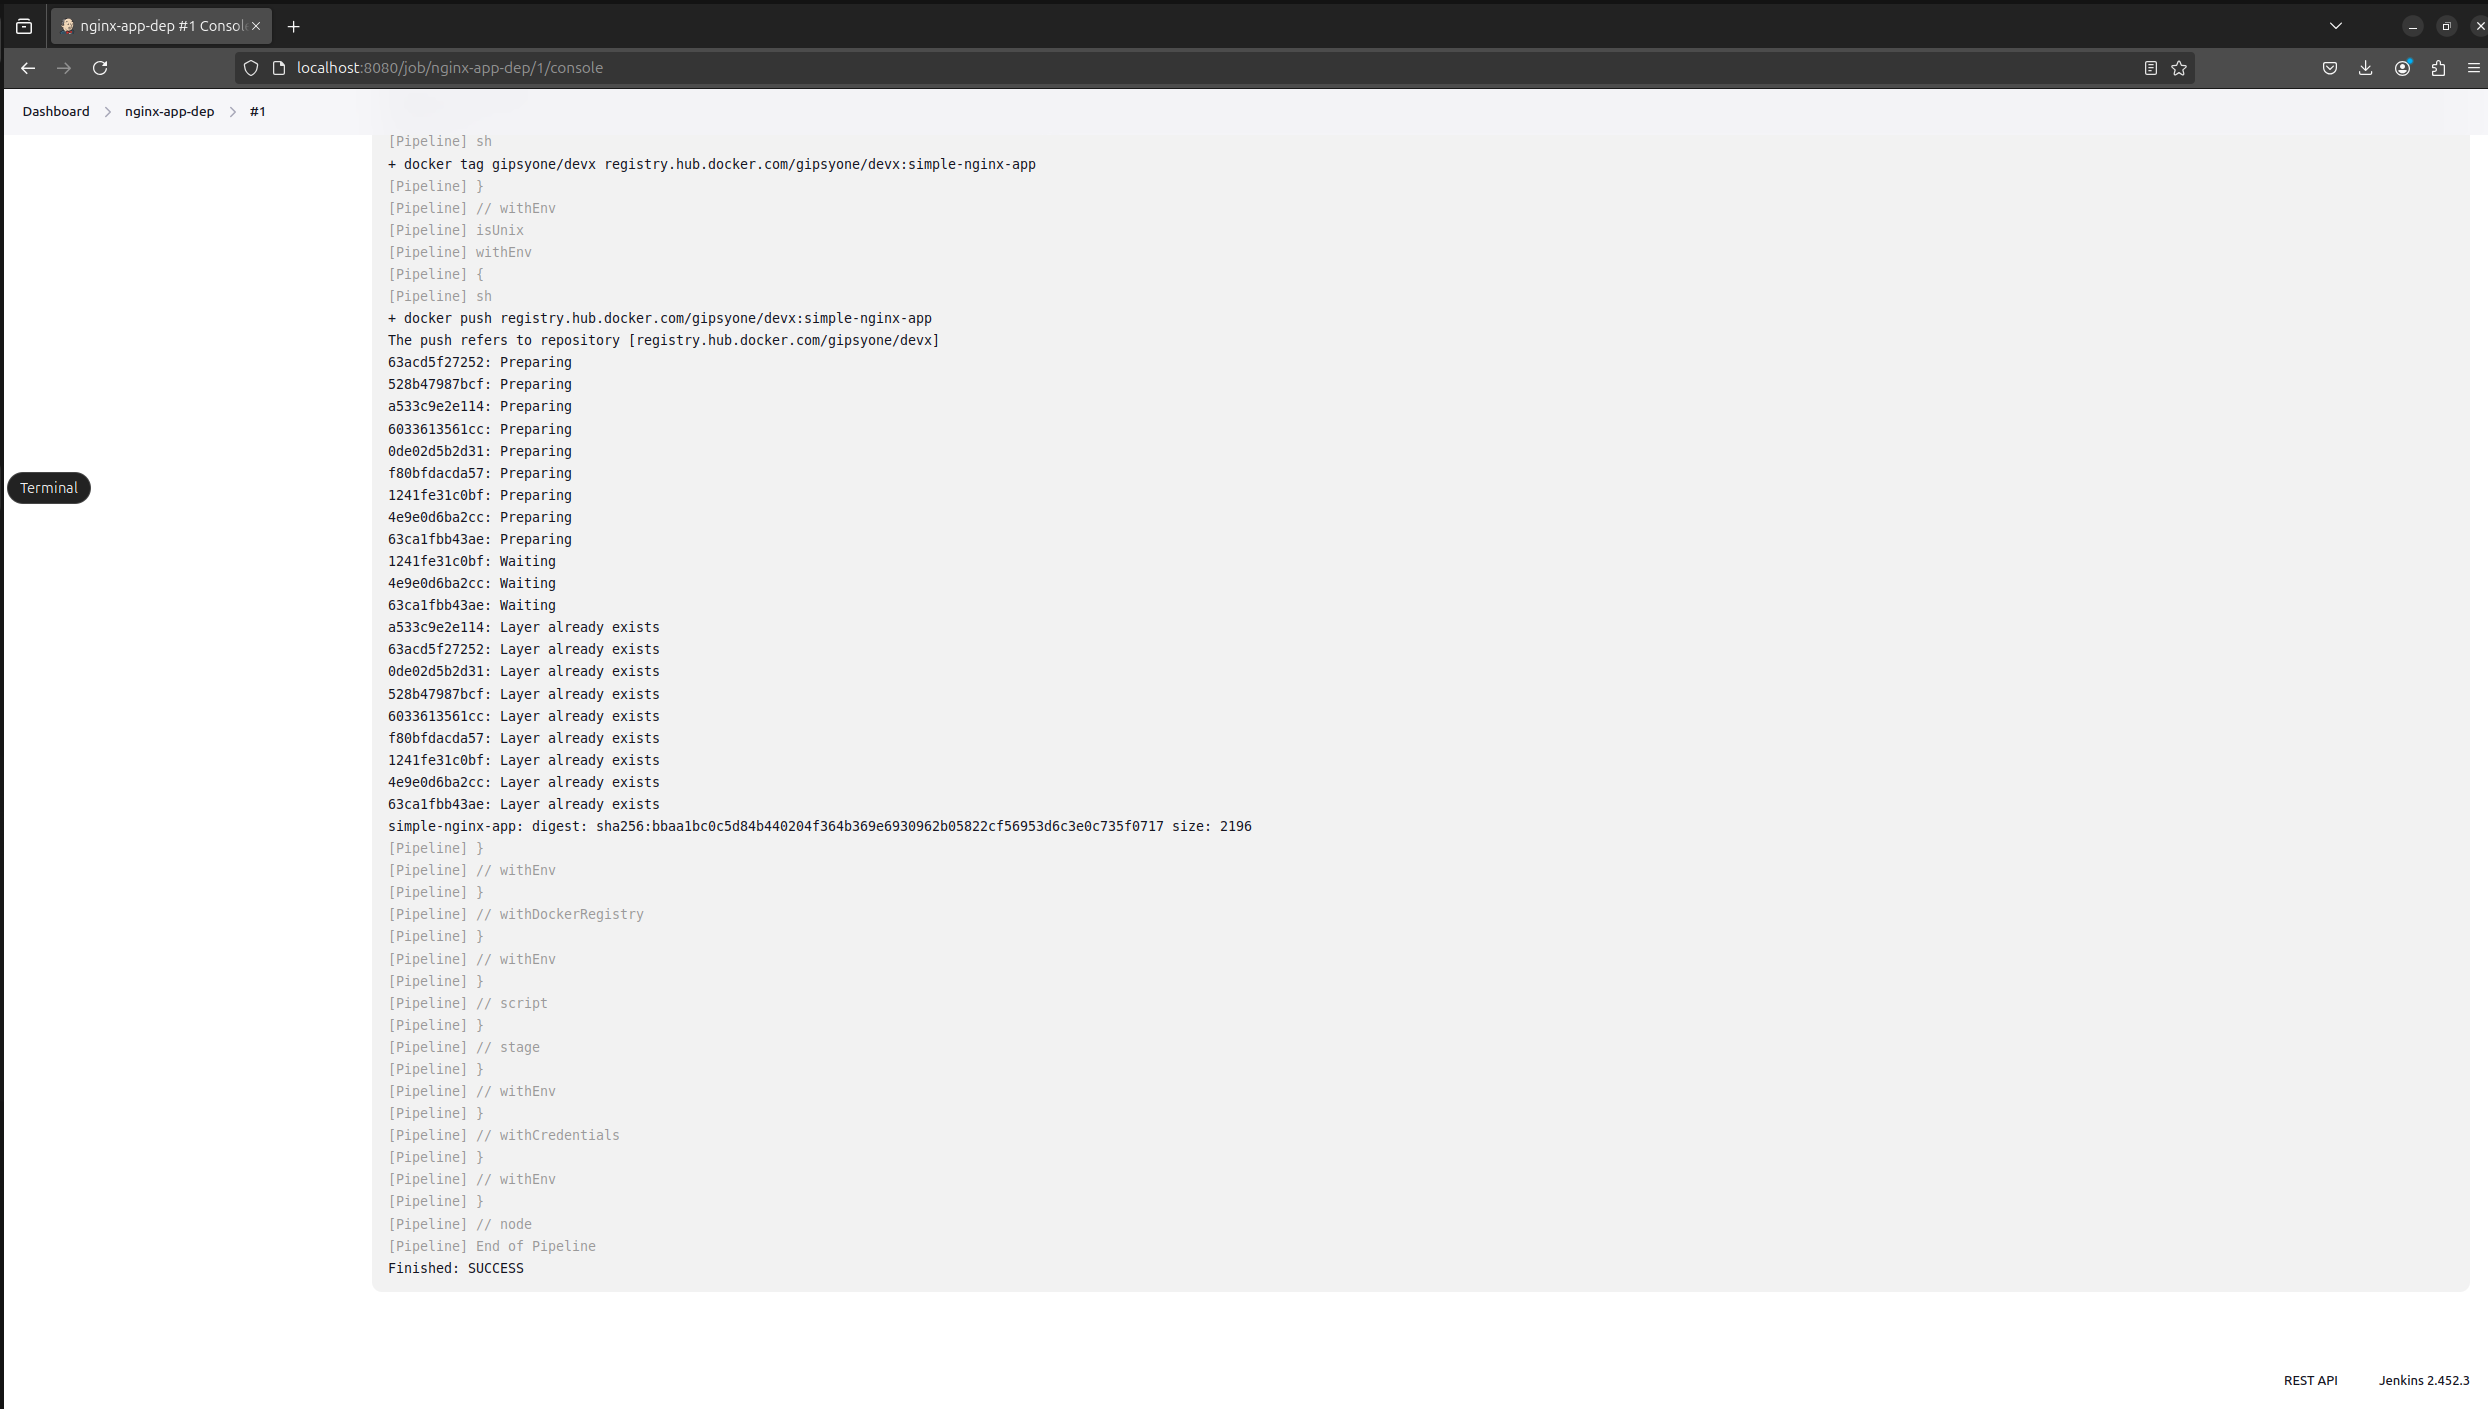 nginx-app-dep #1 Consol
localhost:8080/job/nginx-app-dep/1/console
Dashboard
nginx-app-dep
#1
[Pipeline] sh
+ docker tag gipsyone/devx registry.hub.docker.com/gipsyone/devx:simple-nginx-app
[Pipeline] }
[Pipeline] // withEnv
[Pipeline] isUnix
[Pipeline] withEnv
[Pipeline] {
[Pipeline] sh
+ docker push registry.hub.docker.com/gipsyone/devx:simple-nginx-app
The push refers to repository [registry.hub.docker.com/gipsyone/devx]
63acd5f27252: Preparing
528b47987bcf: Preparing
a533c9e2e114: Preparing
6033613561cc: Preparing
0de02d5b2d31: Preparing
f80bfdacda57: Preparing
Terminal
1241fe31c0bf: Preparing
4e9e0d6ba2cc: Preparing
63ca1fbb43ae: Preparing
1241fe31c0bf: Waiting
4e9e0d6ba2cc: Waiting
63ca1fbb43ae: Waiting
a533c9e2e114: Layer already exists
63acd5f27252: Layer already exists
0de02d5b2d31: Layer already exists
528b47987bcf: Layer already exists
6033613561cc: Layer already exists
f80bfdacda57: Layer already exists
1241fe31c0bf: Layer already exists
4e9e0d6ba2cc: Layer already exists
63ca1fbb43ae: Layer already exists
simple-nginx-app: digest: sha256:bbaa1bc0c5d84b440204f364b369e6930962b05822cf56953d6c3e0c735f0717 size: 2196
[Pipeline] }
[Pipeline] // withEnv
[Pipeline] }
[Pipeline] // withDockerRegistry
[Pipeline] }
[Pipeline] // withEnv
[Pipeline] }
[Pipeline] // script
[Pipeline] }
[Pipeline] // stage
[Pipeline] }
[Pipeline] // withEnv
[Pipeline] }
[Pipeline] // withCredentials
[Pipeline] }
[Pipeline] // withEnv
[Pipeline] }
[Pipeline] // node
[Pipeline] End of Pipeline
Finished: SUCCESS
REST API
Jenkins 2.452.3